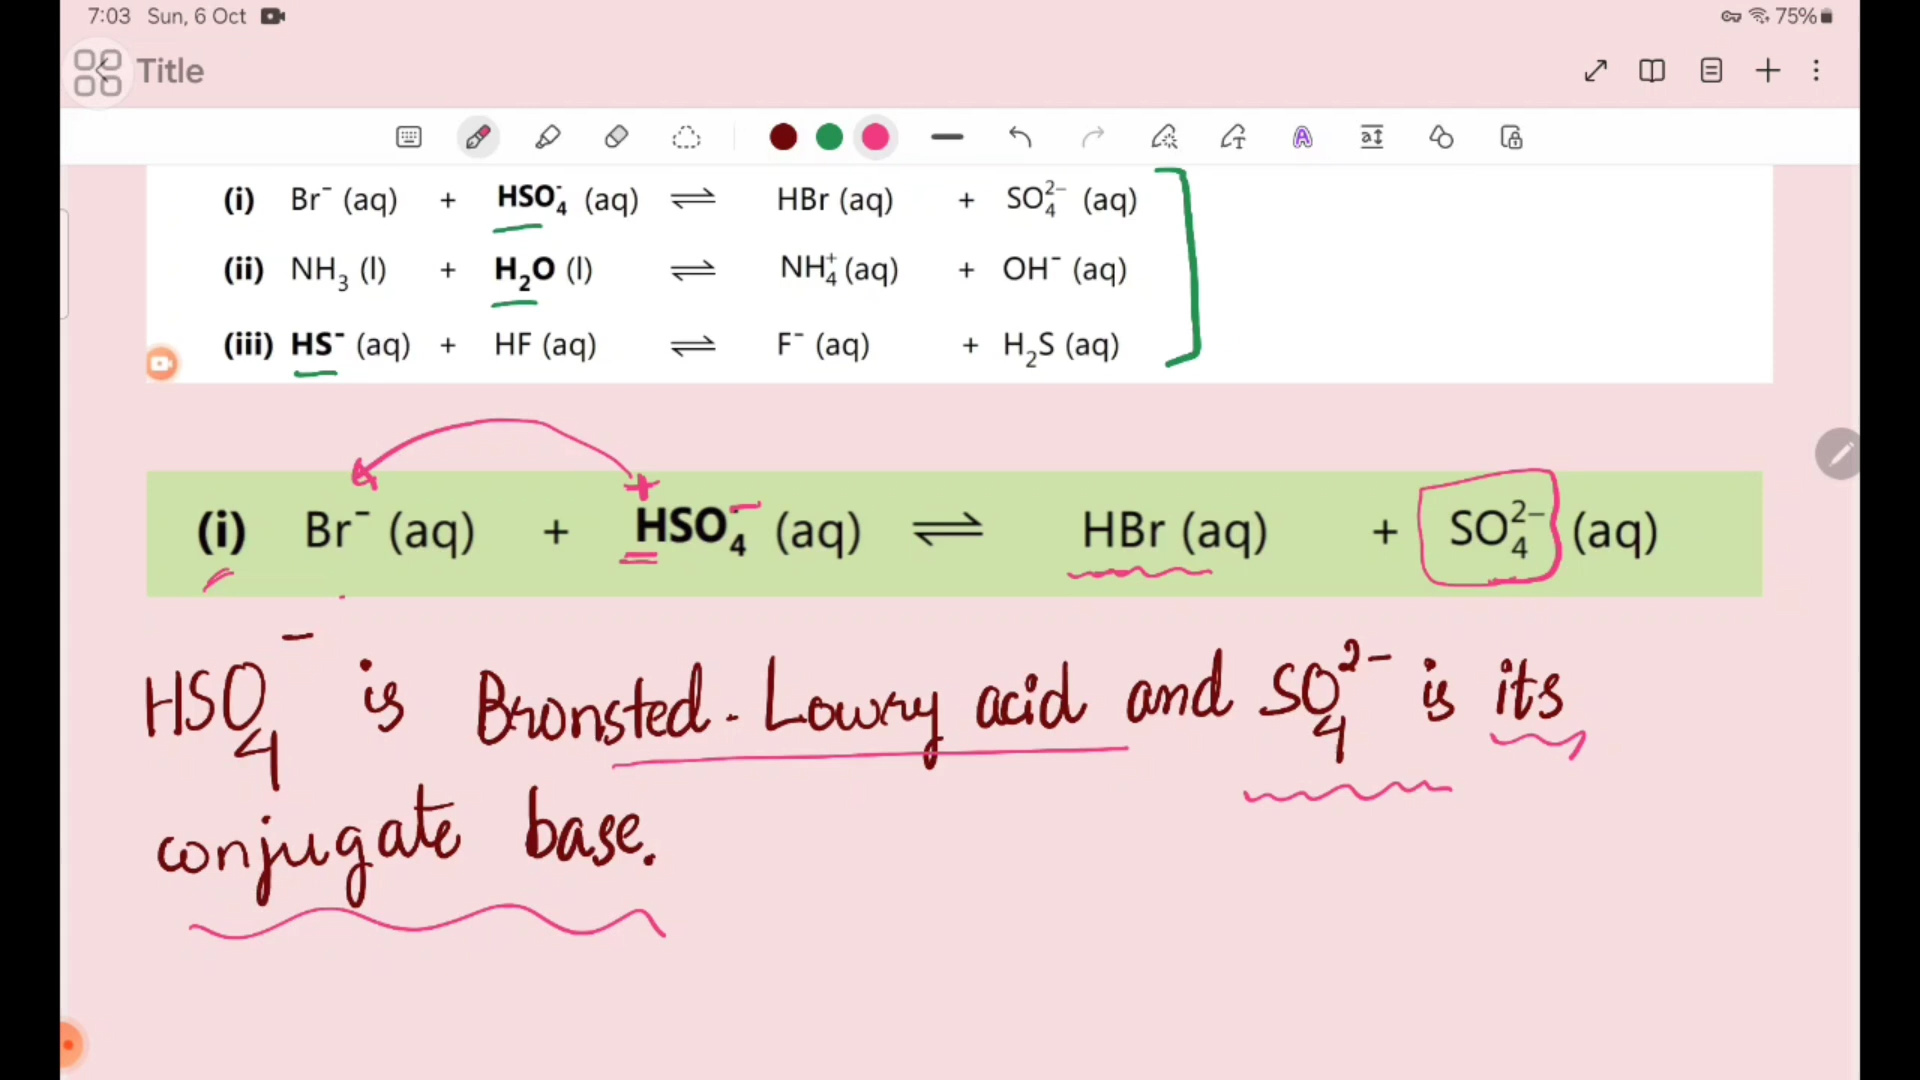 7:03 Sun, 6 Oct
75%
Title
(i) Br⁻ (aq) + HSO₄⁻ (aq) ⇌ HBr (aq) + SO₄²⁻ (aq)
(ii) NH₃ (l) + H₂O (l) ⇌ NH₄⁺ (aq) + OH⁻ (aq)
(iii) HS⁻ (aq) + HF (aq) ⇌ F⁻ (aq) + H₂S (aq)
(i) Br⁻ (aq) + HSO₄⁻ (aq) ⇌ HBr (aq) + SO₄²⁻ (aq)
HSO₄⁻ is Bronsted-Lowry acid and SO₄²⁻ is its
conjugate base.